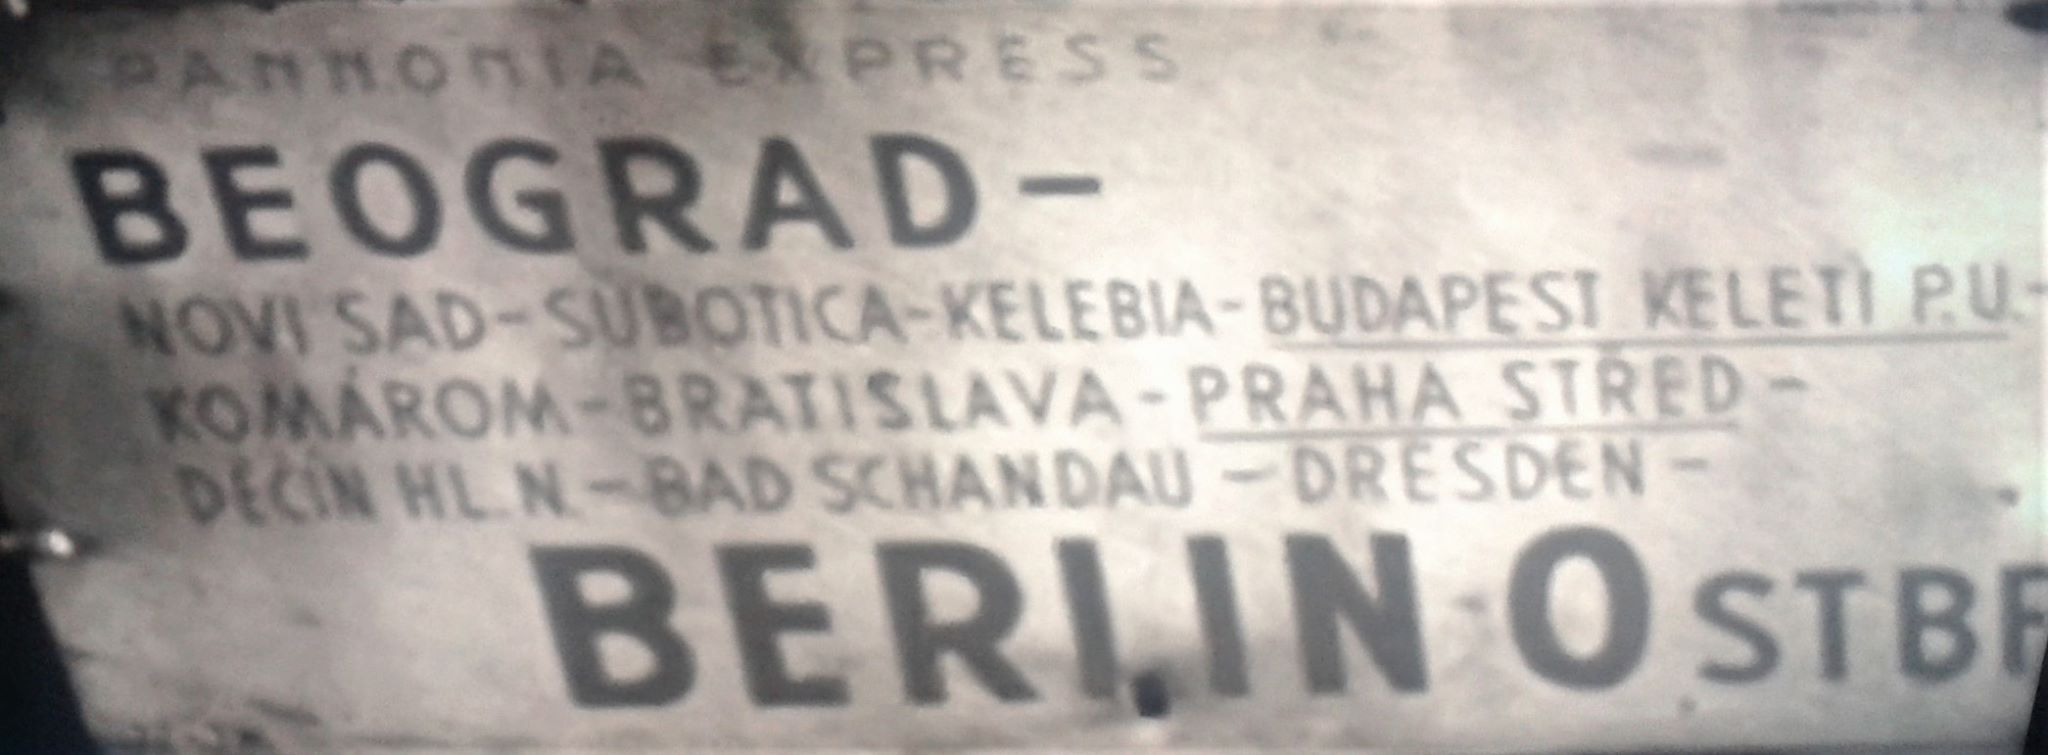 PANNONIA EXPRESS
BEOGRAD -
NOVI SAD - SUBOTICA - KELEBIA - BUDAPEST KELETI P.U. -
KOMÁROM - BRATISLAVA - PRAHA STŘED -
DĚČÍN HL. N. - BAD SCHANDAU - DRESDEN -
BERLIN OSTBF